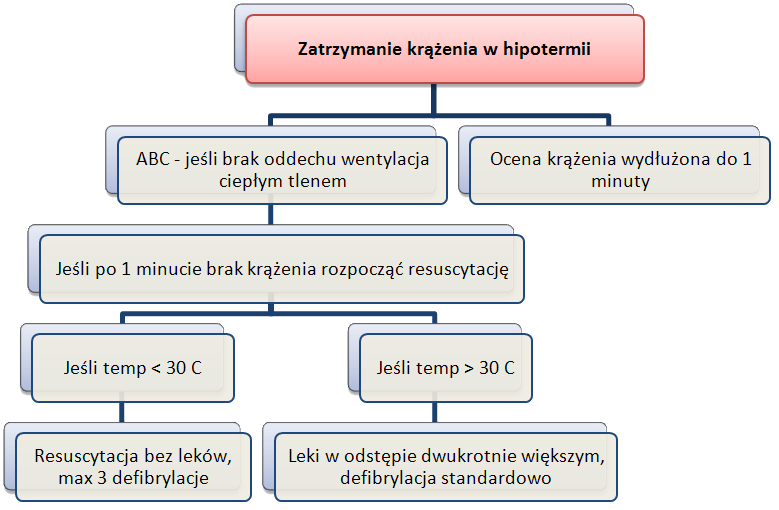 Zatrzymanie krążenia w hipotermii
ABC - jeśli brak oddechu wentylacja
ciepłym tlenem
Ocena krążenia wydłużona do 1
minuty
Jeśli po 1 minucie brak krążenia rozpocząć resuscytację
Jeśli temp < 30 C
Jeśli temp > 30 C
Resuscytacja bez leków,
max 3 defibrylacje
Leki w odstępie dwukrotnie większym,
defibrylacja standardowo